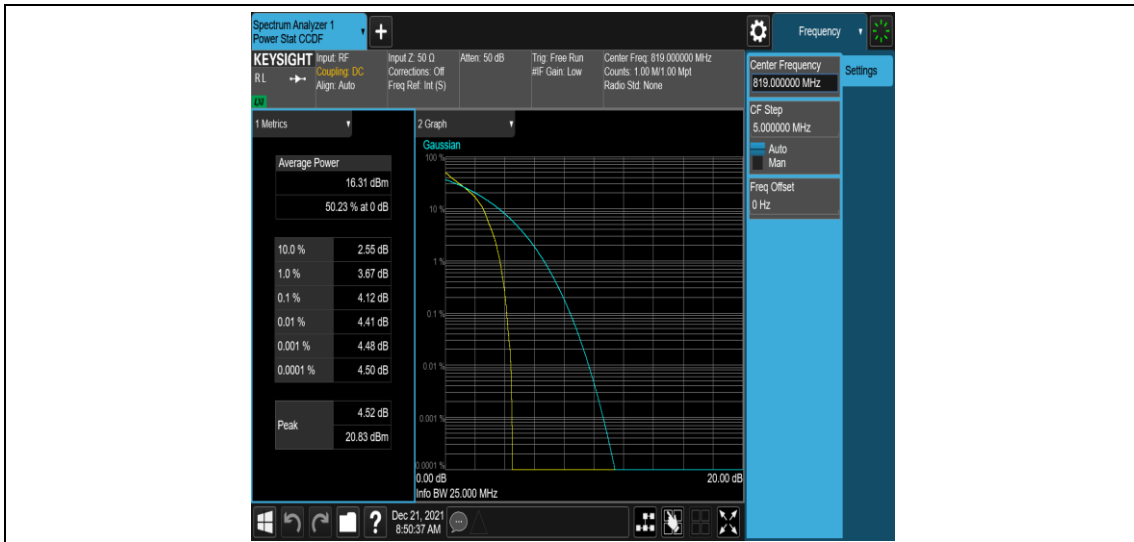 Spectrum Analyzer 1
Power Stat CCDF
Frequency
KEYSIGHT
RL
LXI
Input: RF
Coupling: DC
Align: Auto
Input Z: 50 Ω
Corrections: Off
Freq Ref: Int (S)
Atten: 50 dB
Trig: Free Run
#IF Gain: Low
Center Freq: 819.000000 MHz
Counts: 1.00 M/1.00 Mpt
Radio Std: None
Center Frequency
819.000000 MHz
Settings
CF Step
5.000000 MHz
Auto
Man
Freq Offset
0 Hz
1 Metrics
Average Power
16.31 dBm
50.23 % at 0 dB
10.0 % 2.55 dB
1.0 % 3.67 dB
0.1 % 4.12 dB
0.01 % 4.41 dB
0.001 % 4.48 dB
0.0001 % 4.50 dB
Peak
4.52 dB
20.83 dBm
2 Graph
Gaussian
100 %
10 %
1 %
0.1 %
0.01 %
0.001 %
0.0001 %
0.00 dB 20.00 dB
Info BW 25.000 MHz
?
Dec 21, 2021
8:50:37 AM